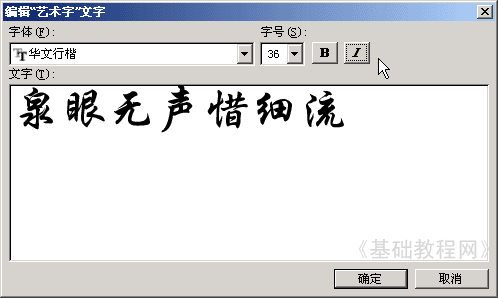 编辑“艺术字”文字
字体(F): 字号(S):
华文行楷 36 B I
文字(T):
泉眼无声惜细流
《基础教程网》
确定 取消